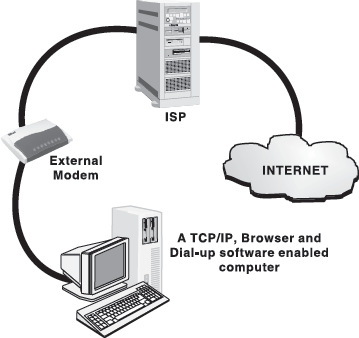 ISP
External
Modem
INTERNET
A TCP/IP, Browser and
Dial-up software enabled
computer